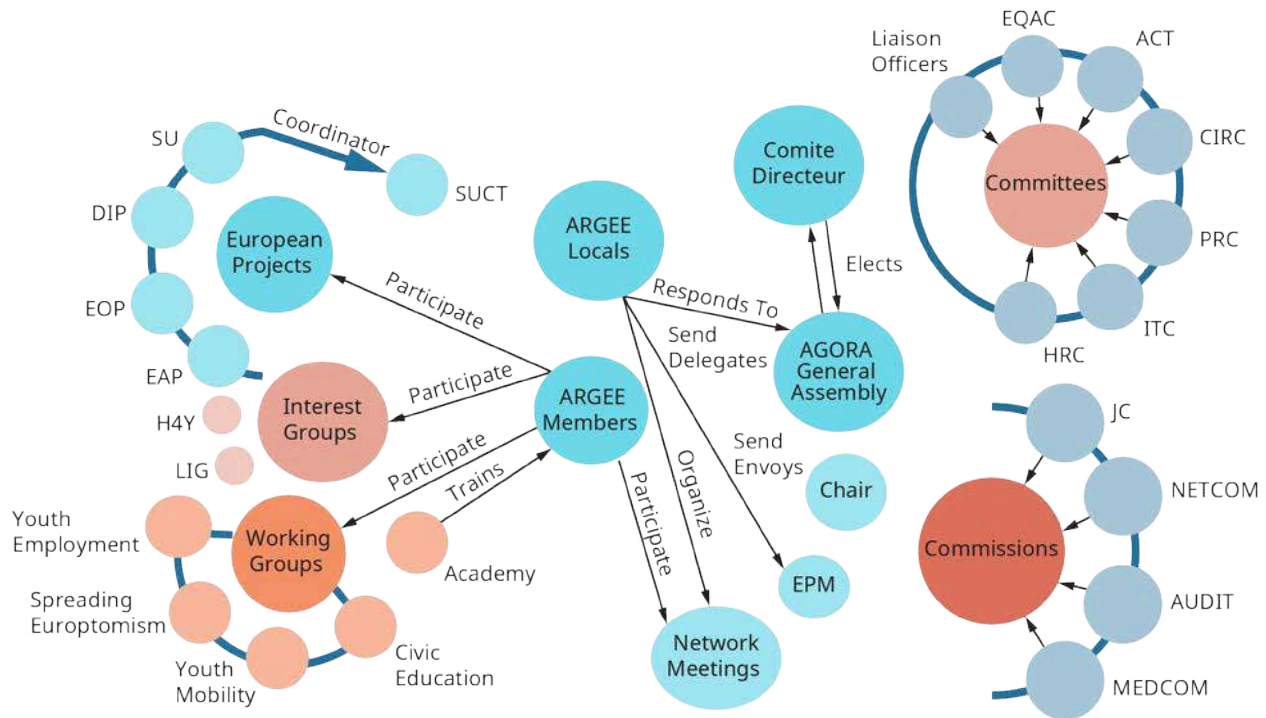 EQAC
Liaison
Officers
ACT
CIRC
Committees
PRC
ITC
HRC
SU
Coordinator
SUCT
DIP
European
Projects
EOP
EAP
Participate
ARGEE
Locals
Comite
Directeur
Elects
Responds To
Send
Delegates
AGORA
General
Assembly
Participate
ARGEE
Members
Interest
Groups
H4Y
LIG
Participate
Trains
Participate
Organize
Send
Envoys
Chair
EPM
Network
Meetings
Youth
Employment
Working
Groups
Academy
Spreading
Europtomism
Youth
Mobility
Civic
Education
JC
NETCOM
Commissions
AUDIT
MEDCOM